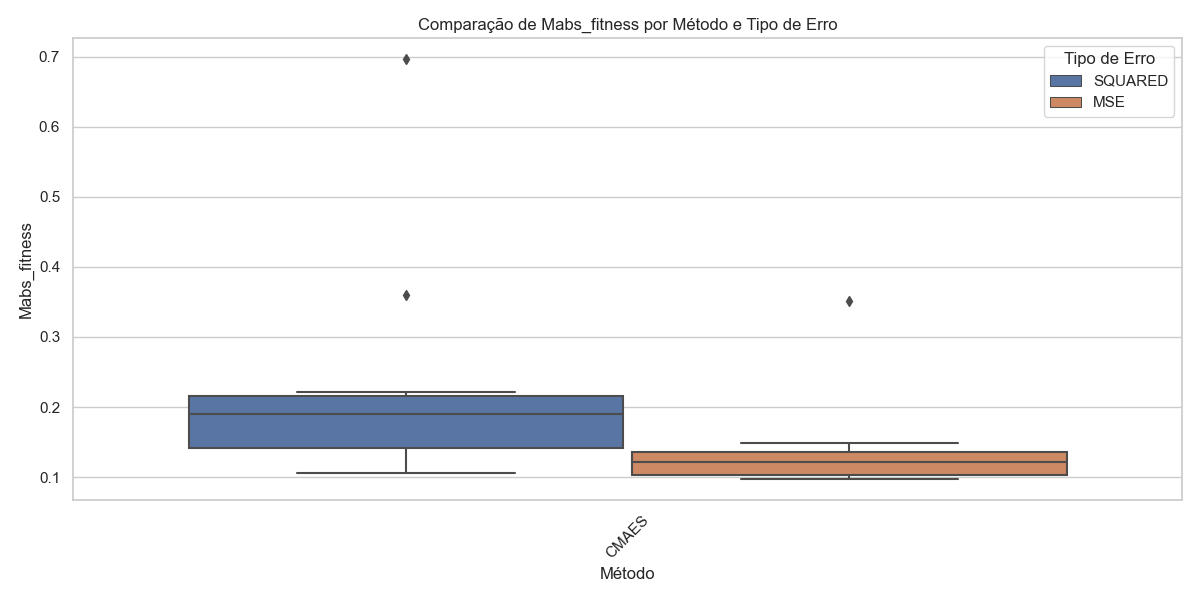 Comparação de Mabs_fitness por Método e Tipo de Erro
Tipo de Erro
SQUARED
MSE
0.7
0.6
0.5
0.4
0.3
0.2
0.1
Mabs_fitness
CMAES
Método